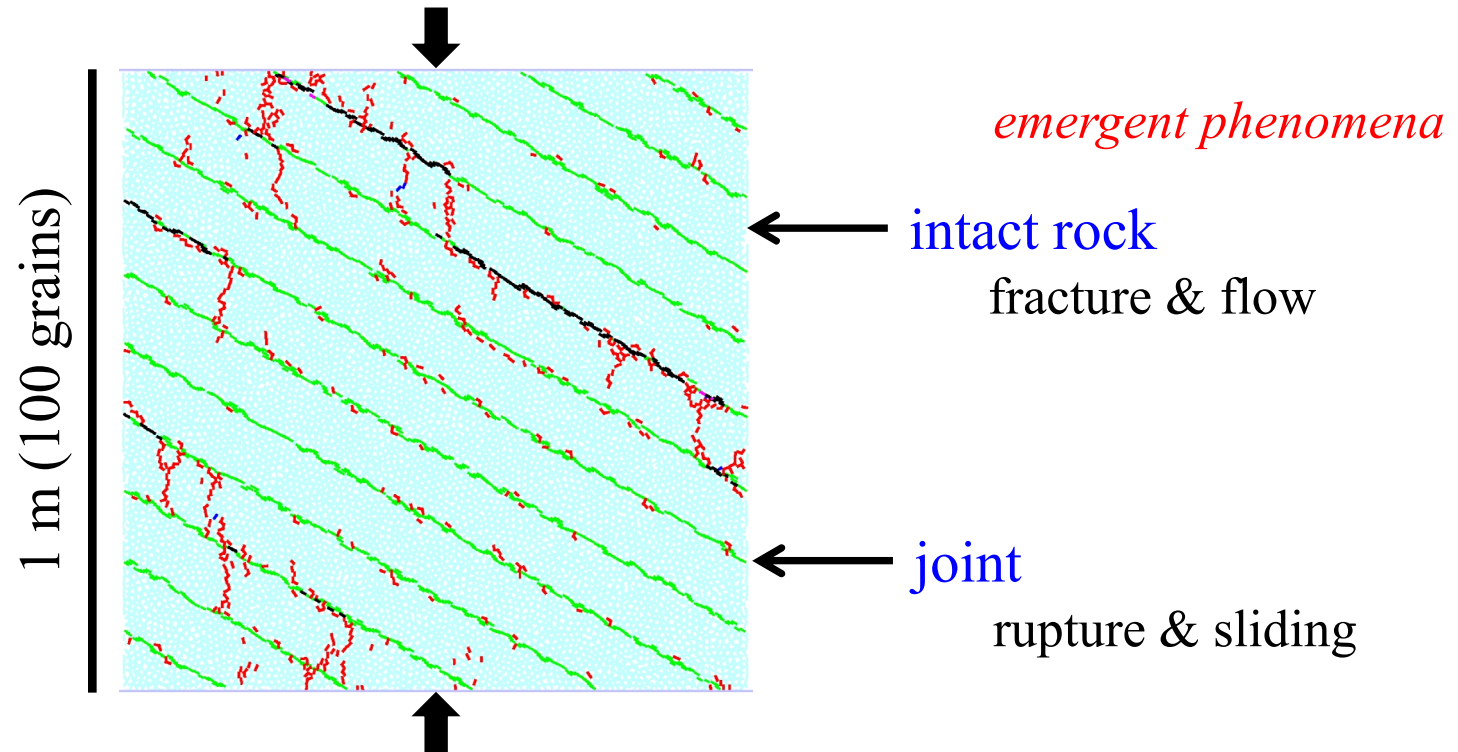 1 m (100 grains)
emergent phenomena
intact rock
fracture & flow
joint
rupture & sliding